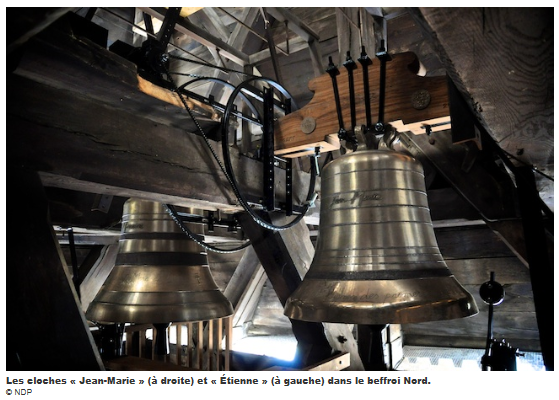 Les cloches « Jean-Marie » (à droite) et « Étienne » (à gauche) dans le beffroi Nord.
© NDP